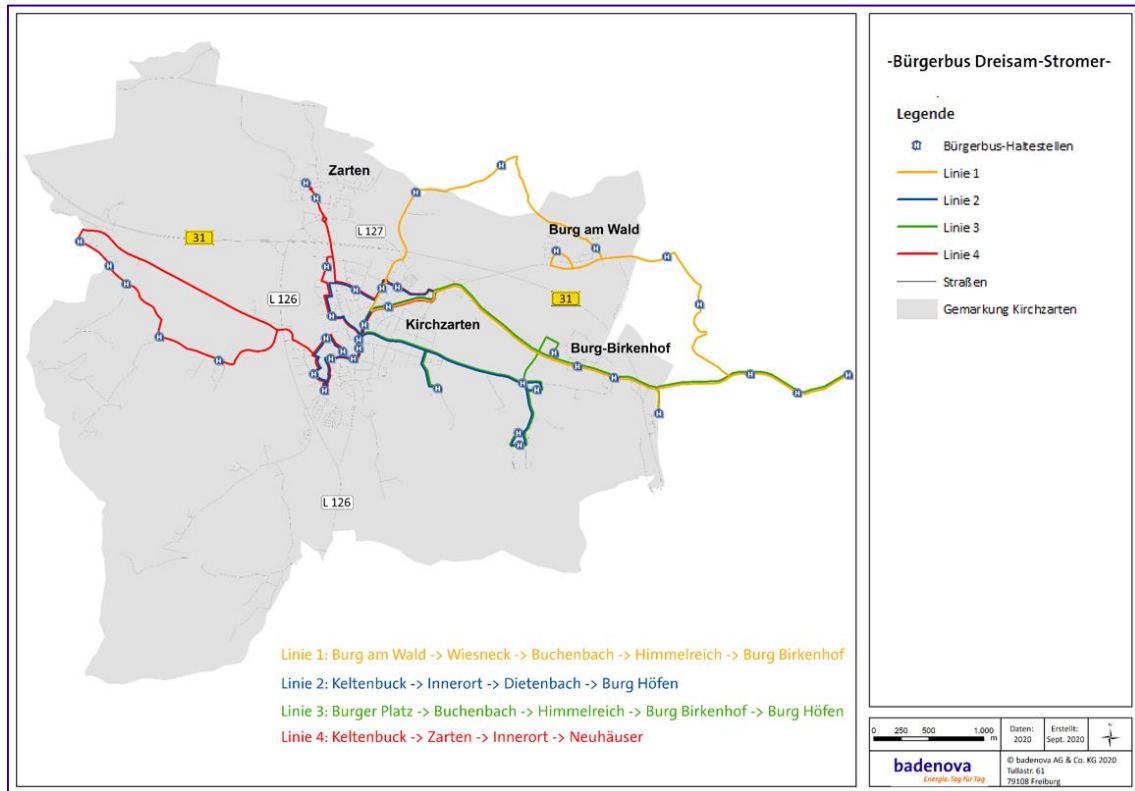 -Bürgerbus Dreisam-Stromer-
Legende
H Bürgerbus-Haltestellen
Linie 1
Linie 2
Linie 3
Linie 4
Straßen
Gemarkung Kirchzarten
Zarten
L 127
31
Burg am Wald
L 126
31
Kirchzarten
Burg-Birkenhof
L 126
Linie 1: Burg am Wald -> Wiesneck -> Buchenbach -> Himmelreich -> Burg Birkenhof
Linie 2: Keltenbuck -> Innerort -> Dietenbach -> Burg Höfen
Linie 3: Burger Platz -> Buchenbach -> Himmelreich -> Burg Birkenhof -> Burg Höfen
Linie 4: Keltenbuck -> Zarten -> Innerort -> Neuhäuser
0 250 500 1.000
m
Daten:
2020
Erstellt:
Sept. 2020
badenova
Energie. Tag für Tag
© badenova AG & Co. KG 2020
Tullastr. 61
79108 Freiburg